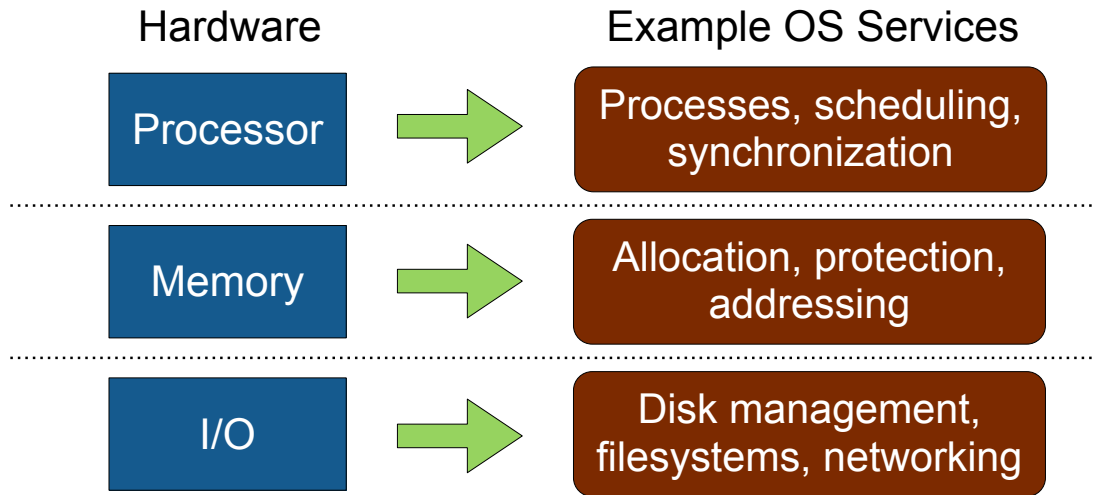 Hardware
Example OS Services
Processor
Processes, scheduling,
synchronization
Memory
Allocation, protection,
addressing
I/O
Disk management,
filesystems, networking